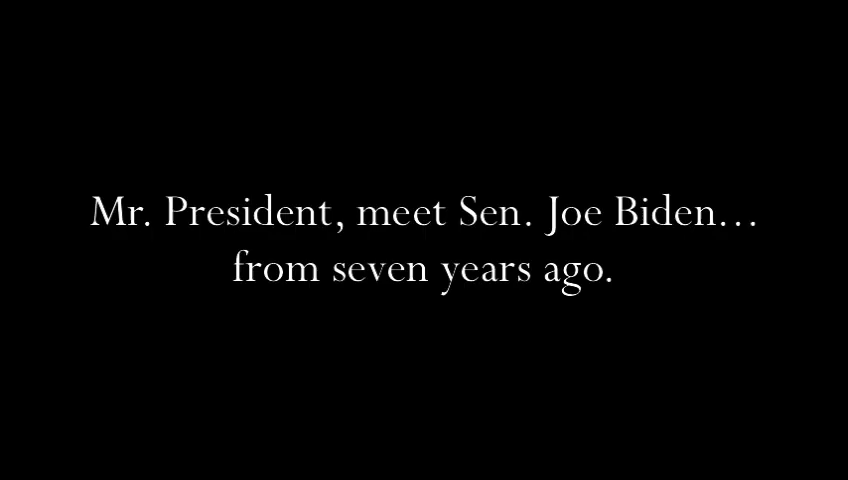 Mr. President, meet Sen. Joe Biden…
from seven years ago.